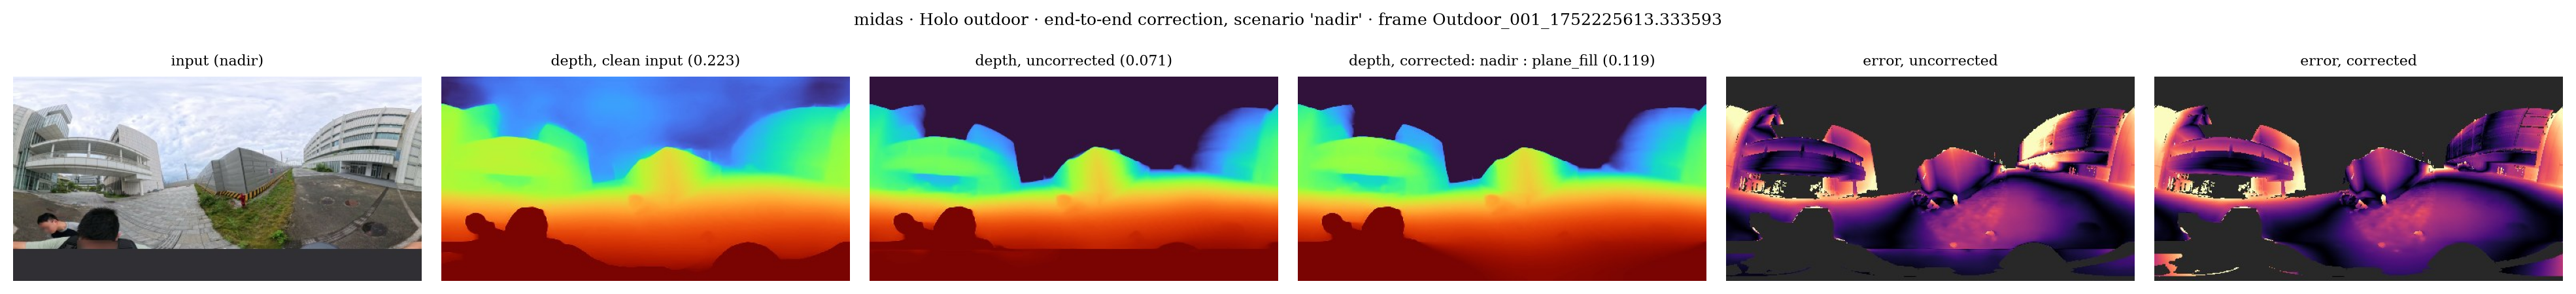 midas · Holo outdoor · end-to-end correction, scenario 'nadir' · frame Outdoor_001_1752225613.333593
input (nadir)
depth, clean input (0.223)
depth, uncorrected (0.071)
depth, corrected: nadir : plane_fill (0.119)
error, uncorrected
error, corrected